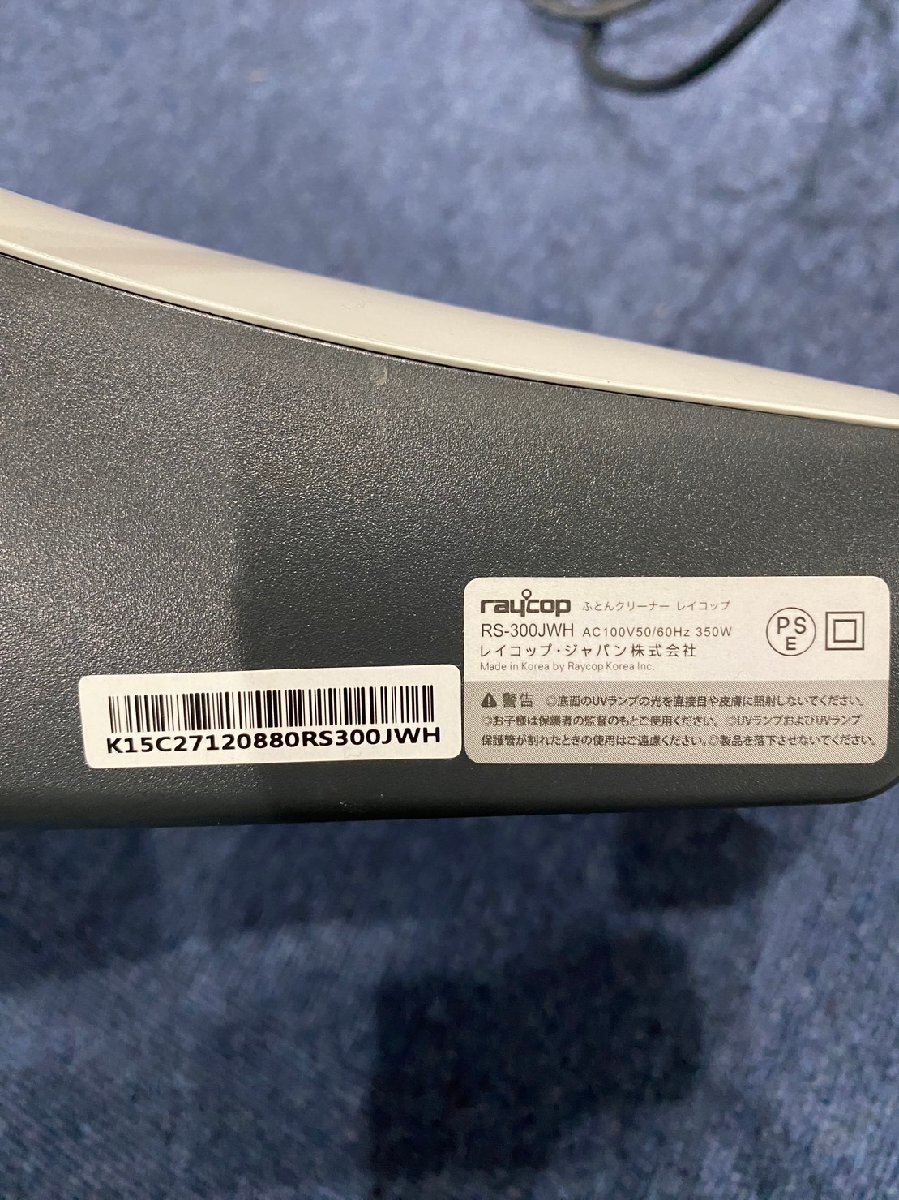 raycop ふとんクリーナー レイコップ
RS-300JWH AC100V50/60Hz 350W
レイコップ・ジャパン株式会社
Made in Korea by Raycop Korea Inc.
PS
E
警告 ◎底面のUVランプの光を直接目や皮膚に照射しないでください。
◎お子様は保護者の監督のもとご使用ください。◎UVランプおよびUVランプ
保護管が割れたときの使用はご遠慮ください。◎製品を落下させないでください。
K15C27120880RS300JWH